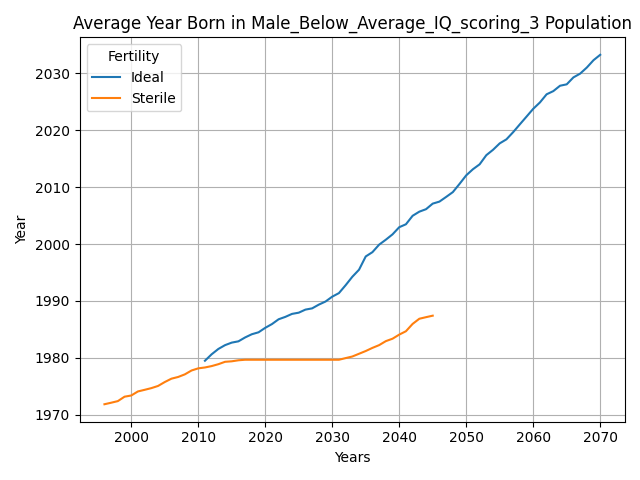 Average Year Born in Male_Below_Average_IQ_scoring_3 Population
Fertility
Ideal
Sterile
Year
2030
2020
2010
2000
1990
1980
1970
2000 2010 2020 2030 2040 2050 2060 2070
Years